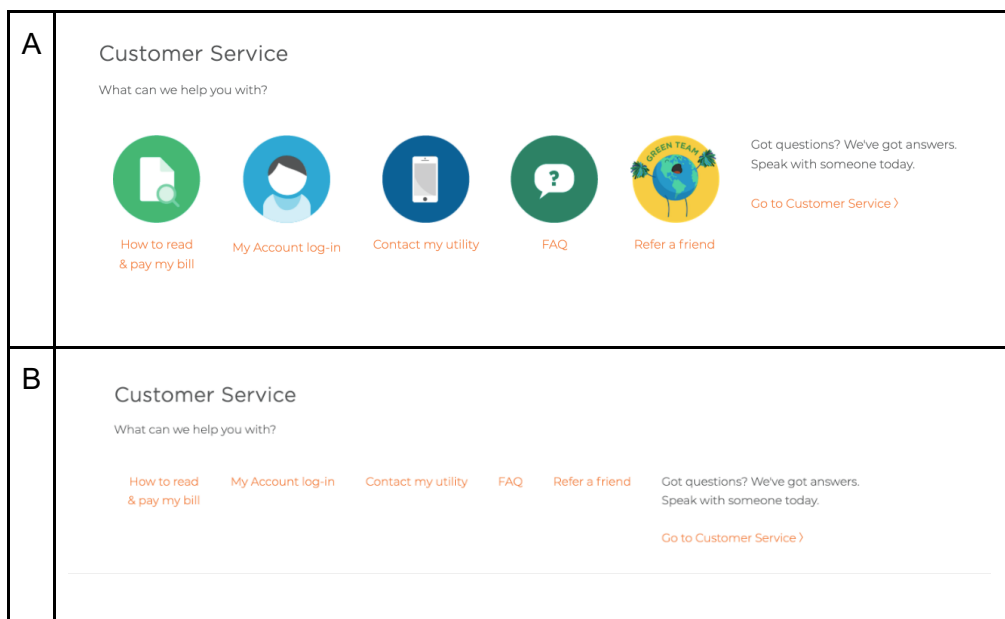 A
Customer Service
What can we help you with?
GREEN TEAM
?
How to read
& pay my bill
My Account log-in
Contact my utility
FAQ
Refer a friend
Got questions? We've got answers.
Speak with someone today.
Go to Customer Service 〉
B
Customer Service
What can we help you with?
How to read
& pay my bill
My Account log-in
Contact my utility
FAQ
Refer a friend
Got questions? We've got answers.
Speak with someone today.
Go to Customer Service 〉